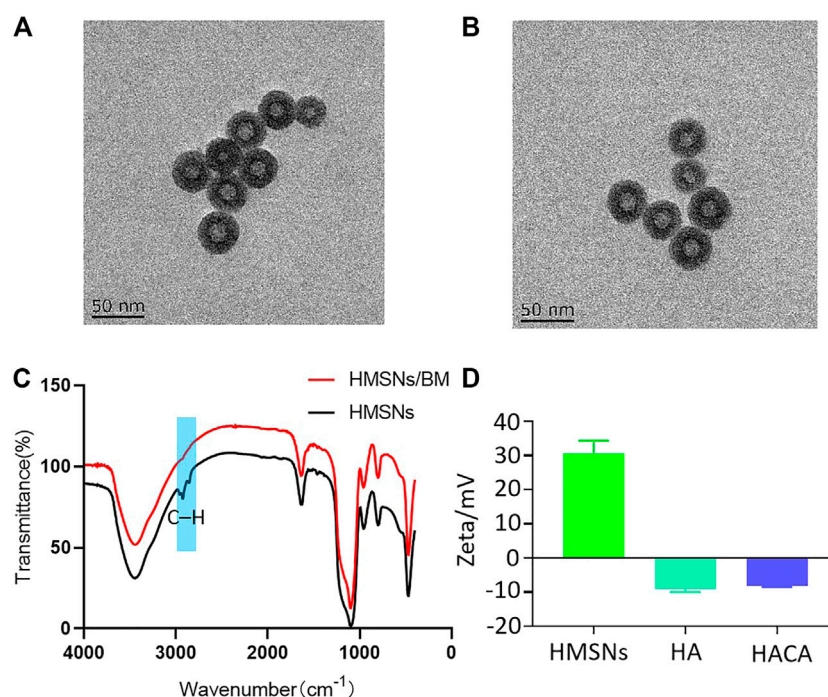 A
B
50 nm
50 nm
C
150
100
50
0
4000
3000
2000
1000
0
Transmittance(%)
Wavenumber(cm⁻¹)
HMSNs/BM
HMSNs
C–H
D
40
30
20
10
0
-10
-20
Zeta/mV
HMSNs
HA
HACA